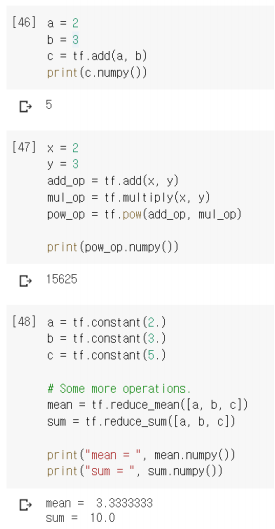 [46] a = 2
b = 3
c = tf.add(a, b)
print(c.numpy())
5
[47] x = 2
y = 3
add_op = tf.add(x, y)
mul_op = tf.multiply(x, y)
pow_op = tf.pow(add_op, mul_op)
print(pow_op.numpy())
15625
[48] a = tf.constant(2.)
b = tf.constant(3.)
c = tf.constant(5.)
# Some more operations.
mean = tf.reduce_mean([a, b, c])
sum = tf.reduce_sum([a, b, c])
print("mean = ", mean.numpy())
print("sum = ", sum.numpy())
mean =  3.3333333
sum =  10.0